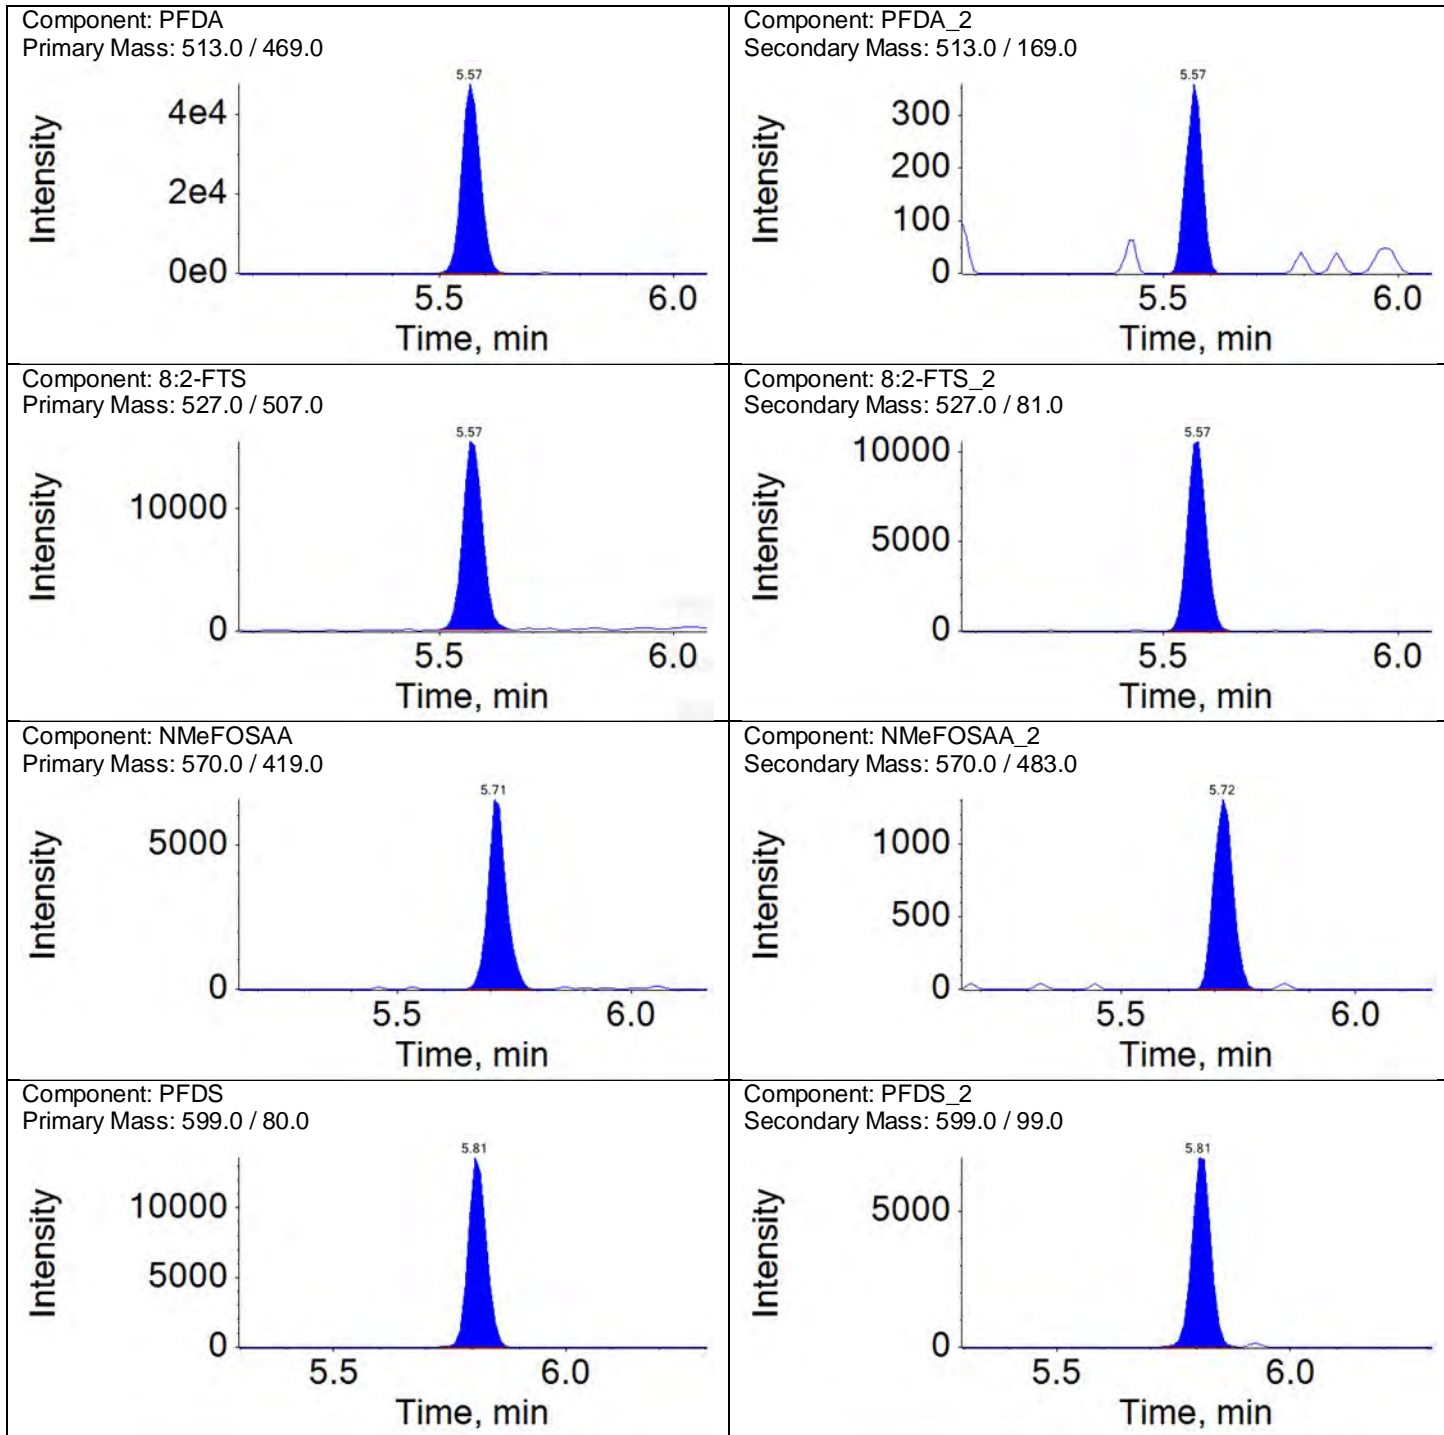 Component: PFDA
Primary Mass: 513.0 / 469.0
5.57
Intensity
4e4
2e4
0e0
5.5
6.0
Time, min
Component: PFDA_2
Secondary Mass: 513.0 / 169.0
5.57
Intensity
300
200
100
0
5.5
6.0
Time, min
Component: 8:2-FTS
Primary Mass: 527.0 / 507.0
5.57
Intensity
10000
0
5.5
6.0
Time, min
Component: 8:2-FTS_2
Secondary Mass: 527.0 / 81.0
5.57
Intensity
10000
5000
0
5.5
6.0
Time, min
Component: NMeFOSAA
Primary Mass: 570.0 / 419.0
5.71
Intensity
5000
0
5.5
6.0
Time, min
Component: NMeFOSAA_2
Secondary Mass: 570.0 / 483.0
5.72
Intensity
1000
500
0
5.5
6.0
Time, min
Component: PFDS
Primary Mass: 599.0 / 80.0
5.81
Intensity
10000
5000
0
5.5
6.0
Time, min
Component: PFDS_2
Secondary Mass: 599.0 / 99.0
5.81
Intensity
5000
0
5.5
6.0
Time, min